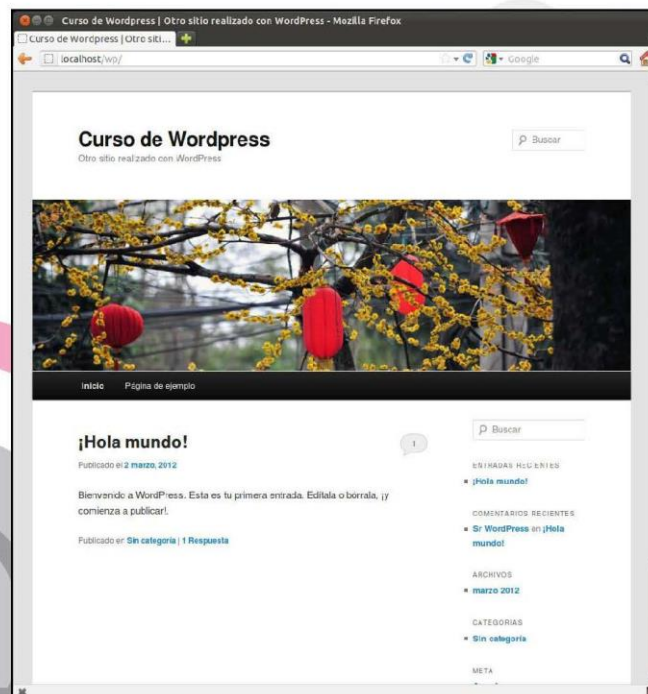 Curso de Wordpress | Otro sitio realizado con WordPress - Mozilla Firefox
Curso de Wordpress | Otro siti...
localhost/wp/
Google
Curso de Wordpress
Otro sitio realizado con WordPress
Buscar
Inicio Página de ejemplo
¡Hola mundo!
1
Publicado el 2 marzo, 2012
Bienvenido a WordPress. Esta es tu primera entrada. Edítala o bórrala, ¡y
comienza a publicar!.
Publicado en Sin categoría | 1 Respuesta
Buscar
ENTRADAS RECIENTES
¡Hola mundo!
COMENTARIOS RECIENTES
Sr WordPress en ¡Hola
mundo!
ARCHIVOS
marzo 2012
CATEGORÍAS
Sin categoría
META